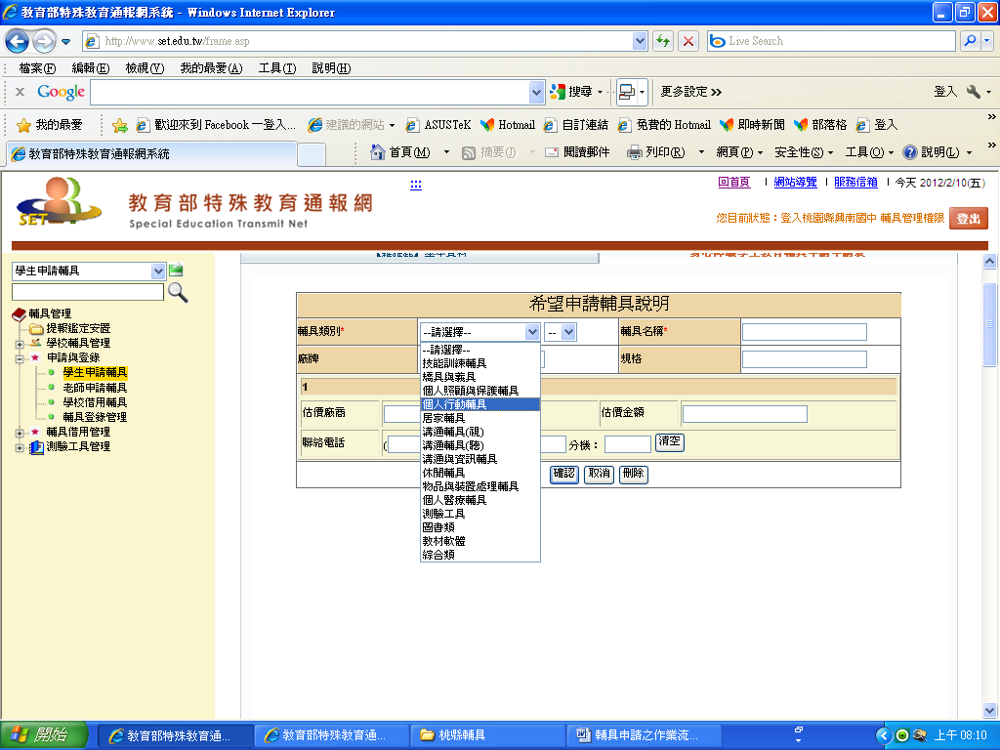 教育部特殊教育通報網系統 - Windows Internet Explorer
http://www.set.edu.tw/frame.asp
Live Search
檔案(F) 編輯(E) 檢視(V) 我的最愛(A) 工具(T) 說明(H)
x Google 搜尋 更多設定 >> 登入
我的最愛 歡迎來到 Facebook 一登入... 建議的網站 ASUSTeK Hotmail 自訂連結 免費的 Hotmail 即時新聞 部落格 登入 >>
教育部特殊教育通報網系統 首頁(M) 摘要(J) 閱讀郵件 列印(R) 網頁(P) 安全性(S) 工具(O) 說明(L) >>
回首頁 | 網站導覽 | 服務信箱 | 今天 2012/2/10(五)
SET 教育部特殊教育通報網
Special Education Transmit Net
您目前狀態：登入桃園縣興南國中 輔具管理權限 登出
學生申請輔具
輔具管理
提報鑑定安置
學校輔具管理
申請與登錄
學生申請輔具
老師申請輔具
學校借用輔具
輔具登錄管理
輔具借用管理
測驗工具管理
希望申請輔具說明
輔具類別* --請選擇-- -- 輔具名稱*
廠牌 規格
1
估價廠商 估價金額
聯絡電話 ( 分機： 清空
確認 取消 刪除
--請選擇--
技能訓練輔具
矯具與義具
個人照顧與保護輔具
個人行動輔具
居家輔具
溝通輔具(視)
溝通輔具(聽)
溝通與資訊輔具
休閒輔具
物品與裝置處理輔具
個人醫療輔具
測驗工具
圖書類
教材軟體
綜合類
開始 教育部特殊教育通... 教育部特殊教育通... 桃縣輔具 輔具申請之作業流... 上午 08:10